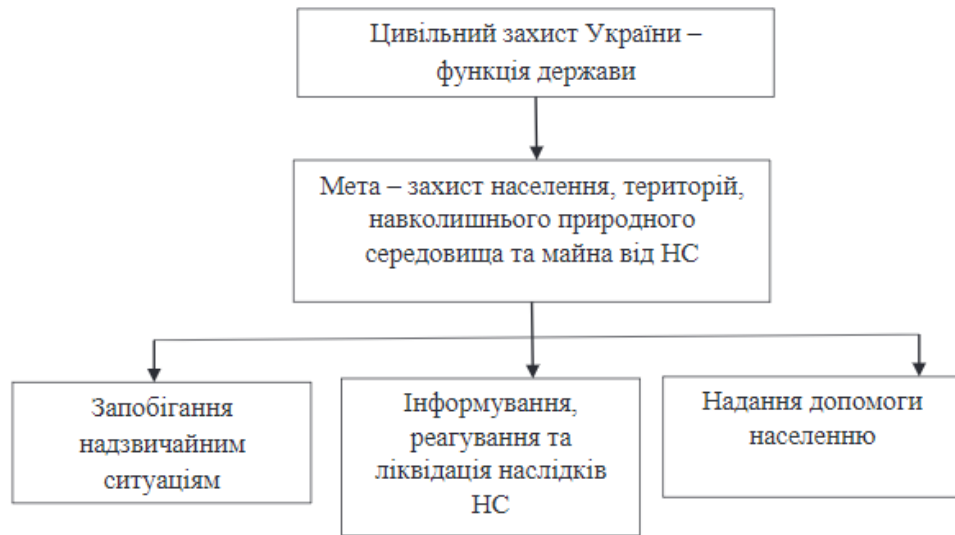 Цивільний захист України –
функція держави
Мета – захист населення, територій,
навколишнього природного
середовища та майна від НС
Запобігання
надзвичайним
ситуаціям
Інформування,
реагування та
ліквідація наслідків
НС
Надання допомоги
населенню